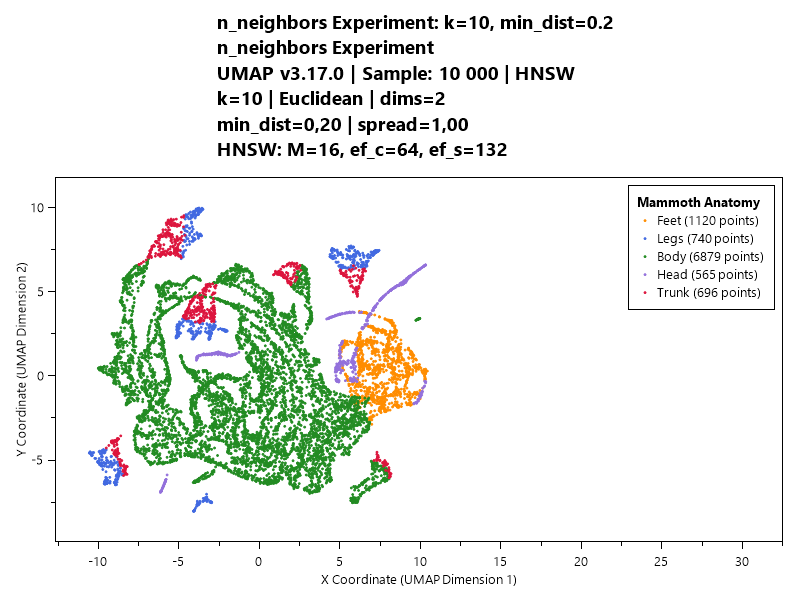 n_neighbors Experiment: k=10, min_dist=0.2
n_neighbors Experiment
UMAP v3.17.0 | Sample: 10 000 | HNSW
k=10 | Euclidean | dims=2
min_dist=0,20 | spread=1,00
HNSW: M=16, ef_c=64, ef_s=132
Mammoth Anatomy
Feet (1120 points)
Legs (740 points)
Body (6879 points)
Head (565 points)
Trunk (696 points)
Y Coordinate (UMAP Dimension 2)
10
5
0
-5
-10 -5 0 5 10 15 20 25 30
X Coordinate (UMAP Dimension 1)